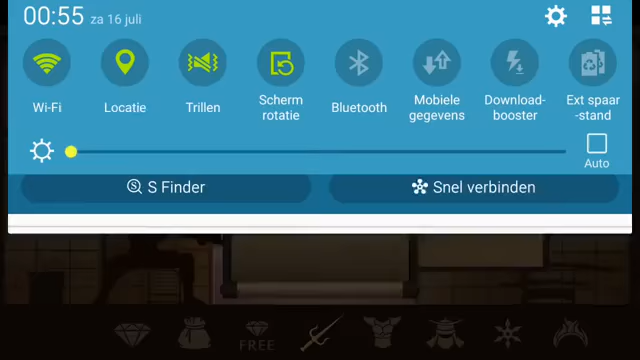 00:55 za 16 juli
Wi-Fi
Locatie
Trillen
Scherm
rotatie
Bluetooth
Mobiele
gegevens
Download-
booster
Ext spaar
-stand
Auto
S Finder
Snel verbinden
FREE